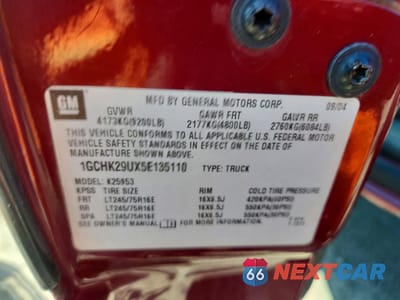 GM
MFD BY GENERAL MOTORS CORP.
09/04
GVWR GAWR FRT GAWR RR
4173KG(9200LB) 2177KG(4800LB) 2760KG(6084LB)
THIS VEHICLE CONFORMS TO ALL APPLICABLE U.S. FEDERAL MOTOR
VEHICLE SAFETY STANDARDS IN EFFECT ON THE DATE OF
MANUFACTURE SHOWN ABOVE.
1GCHK29UX5E135110 TYPE: TRUCK
MODEL: K25953
KPSS TIRE SIZE RIM COLD TIRE PRESSURE
FRT LT245/75R16E 16X6.5J
RR LT245/75R16E 16X6.5J
SPA LT245/75R16E 16X6.5J
SEE OWNER'S MANUAL FOR MORE INFORMATION.
66 NEXTCAR